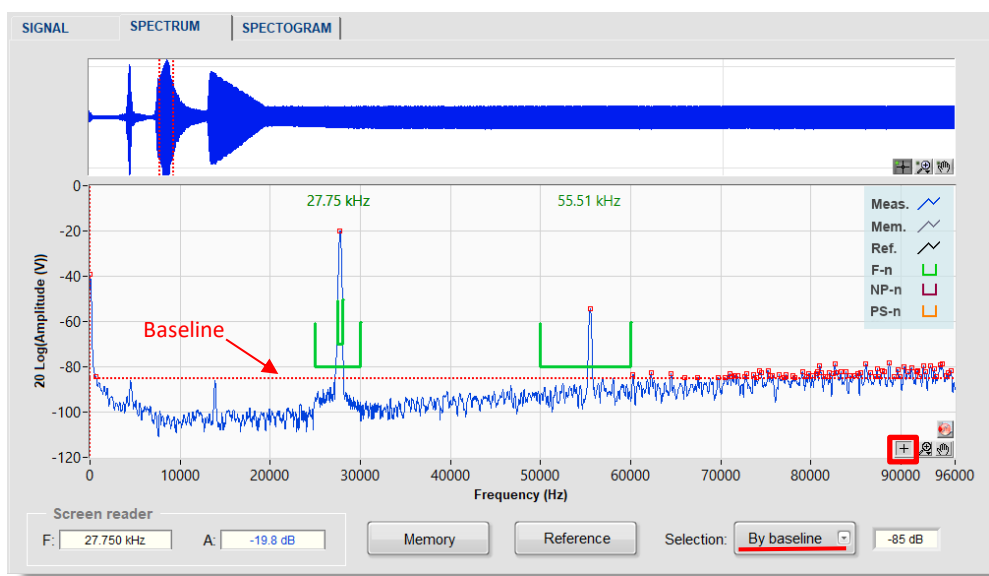 SIGNAL SPECTRUM SPECTOGRAM
27.75 kHz 55.51 kHz
Meas.
Mem.
Ref.
F-n
NP-n
PS-n
Baseline
20 Log(Amplitude (V))
0
-20
-40
-60
-80
-100
-120
0 10000 20000 30000 40000 50000 60000 70000 80000 90000 96000
Frequency (Hz)
Screen reader
F: 27.750 kHz A: -19.8 dB
Memory
Reference
Selection: By baseline -85 dB